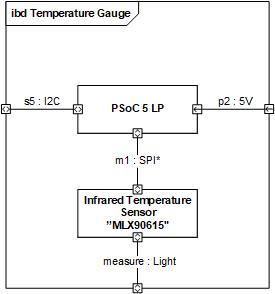 ibd Temperature Gauge
s5 : I2C
PSoC 5 LP
p2 : 5V
m1 : SPI*
Infrared Temperature
Sensor
"MLX90615"
measure : Light